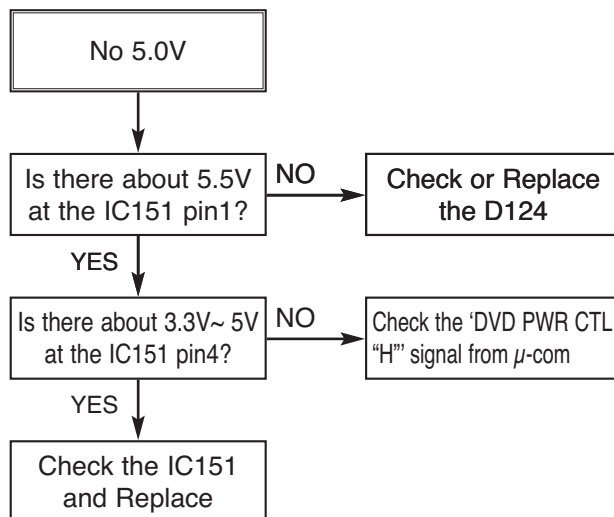 No 5.0V
Is there about 5.5V
at the IC151 pin1?
NO
Check or Replace
the D124
YES
Is there about 3.3V~ 5V
at the IC151 pin4?
NO
Check the ‘DVD PWR CTL
“H”’ signal from µ-com
YES
Check the IC151
and Replace